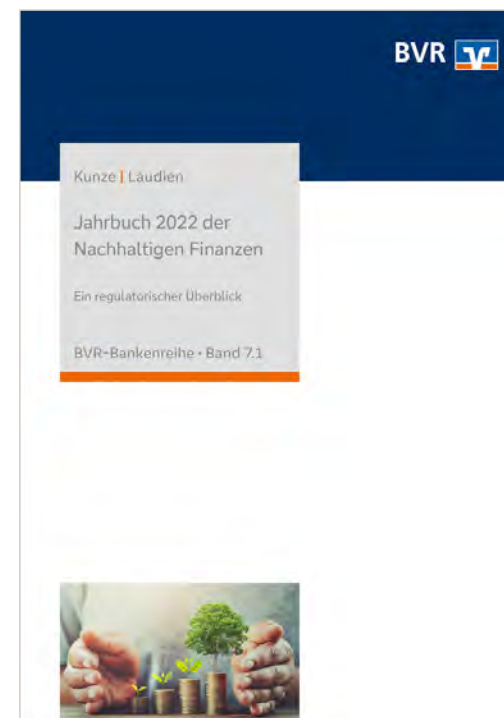 BVR
Kunze | Laudien
Jahrbuch 2022 der
Nachhaltigen Finanzen
Ein regulatorischer Überblick
BVR-Bankenreihe • Band 7.1